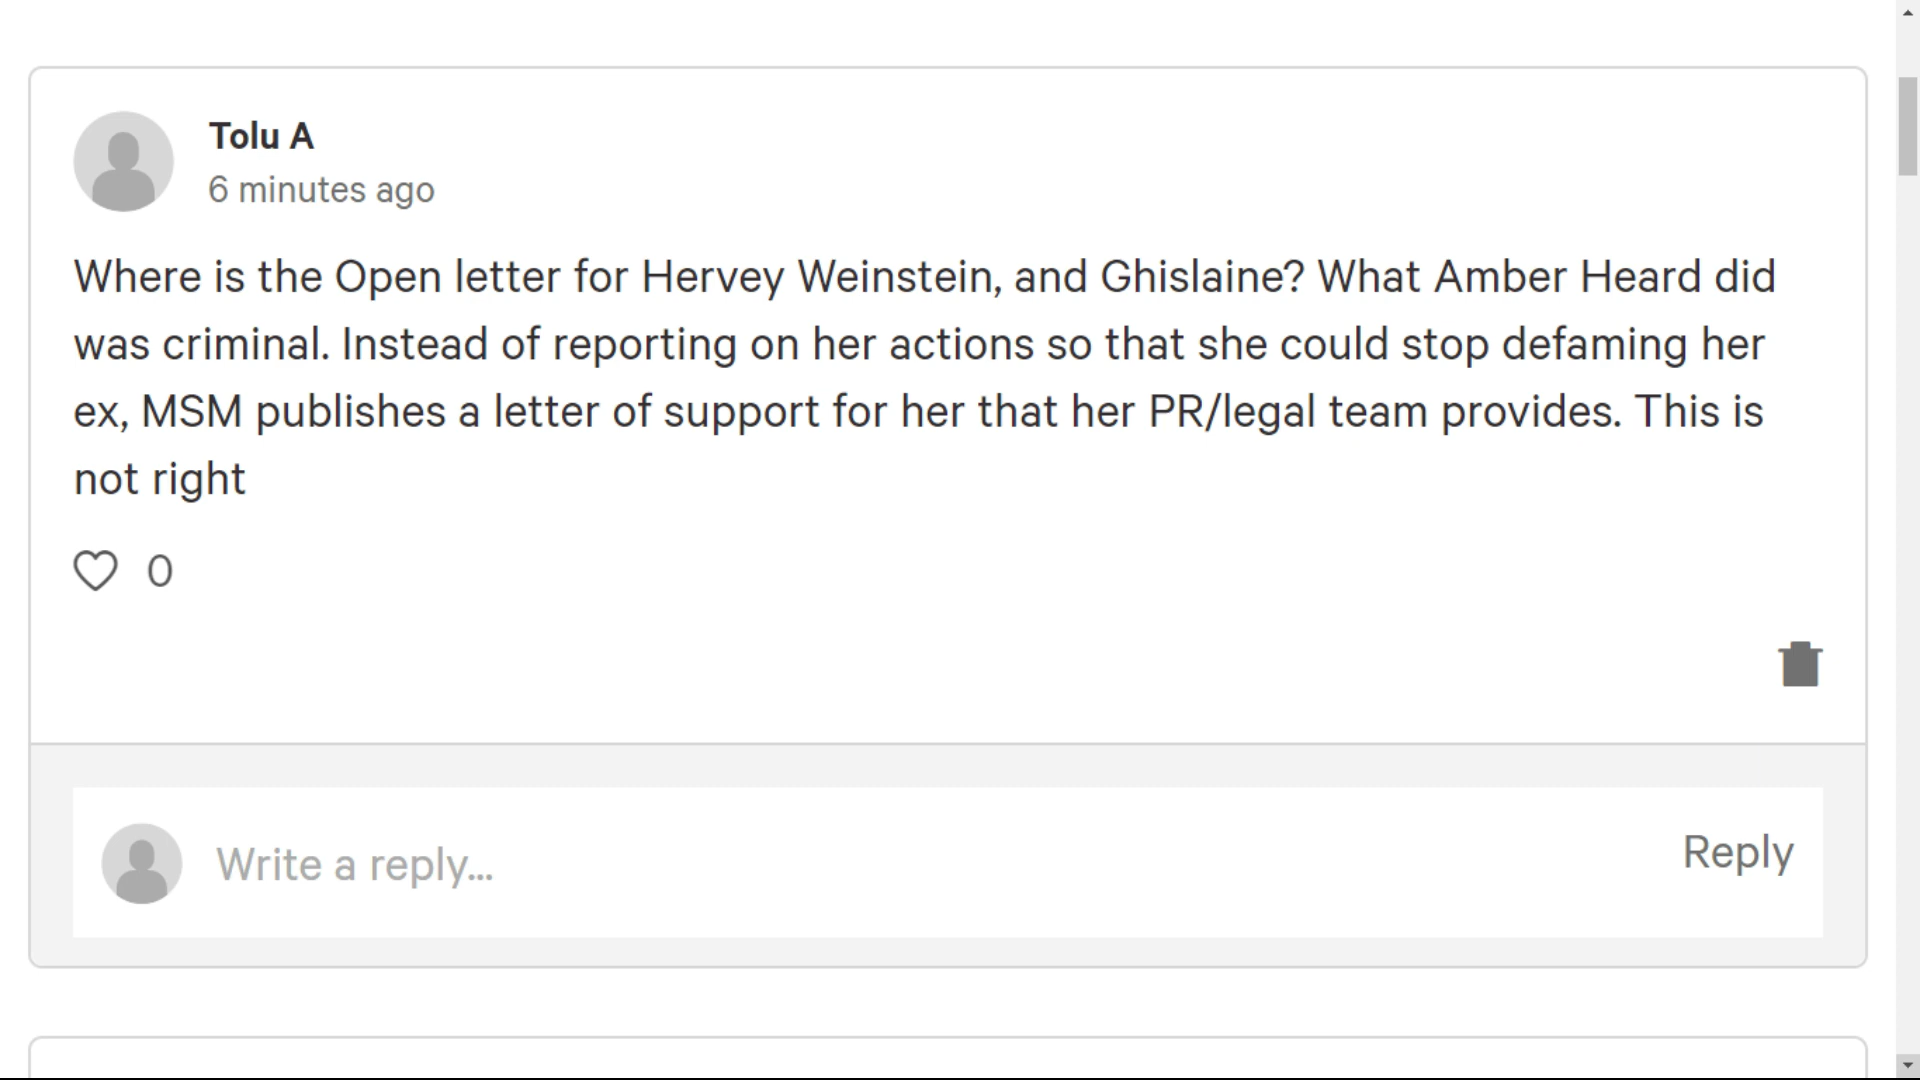 Tolu A
6 minutes ago
Where is the Open letter for Hervey Weinstein, and Ghislaine? What Amber Heard did
was criminal. Instead of reporting on her actions so that she could stop defaming her
ex, MSM publishes a letter of support for her that her PR/legal team provides. This is
not right
0
Write a reply...
Reply